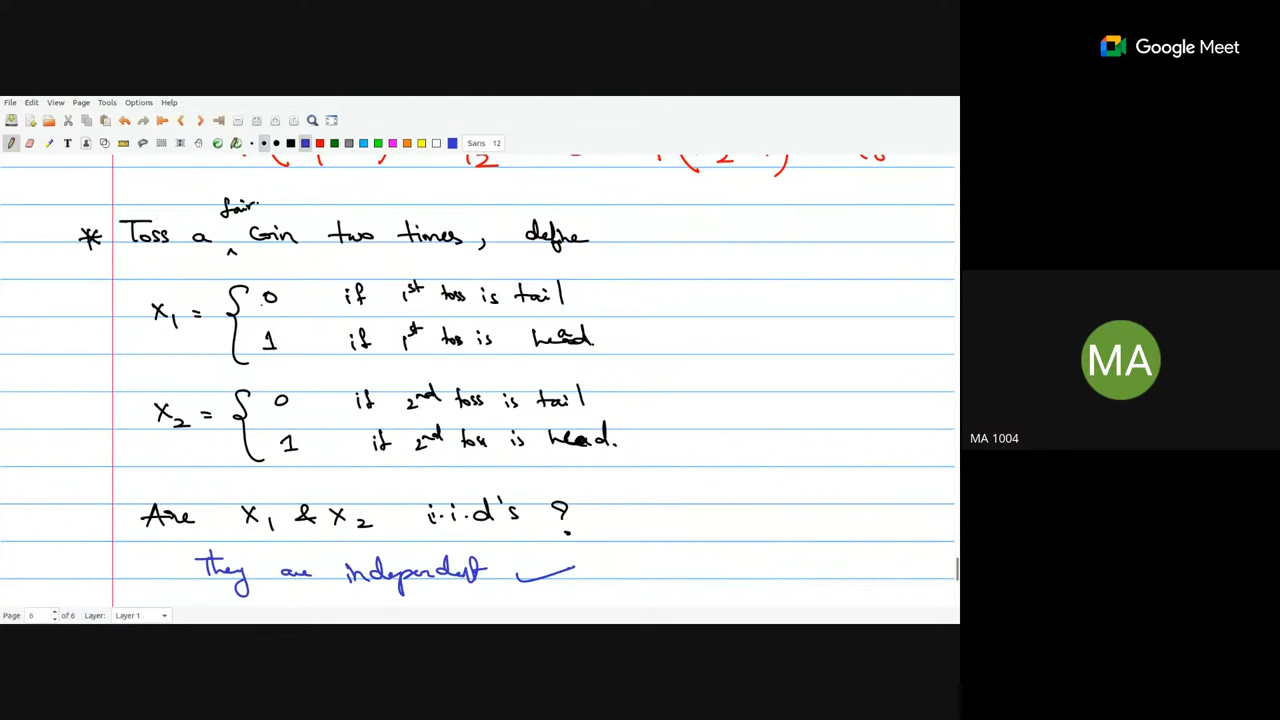 Google Meet
File Edit View Page Tools Options Help
Sans 12
12
* Toss a fair coin two times, define
X1 = { 0 if 1st toss is tail
1 if 1st toss is head.
X2 = { 0 if 2nd toss is tail
1 if 2nd toss is head.
Are X1 & X2 i.i.d's ?
They are independent ✓
Page 6 of 6 Layer: Layer 1
MA
MA 1004